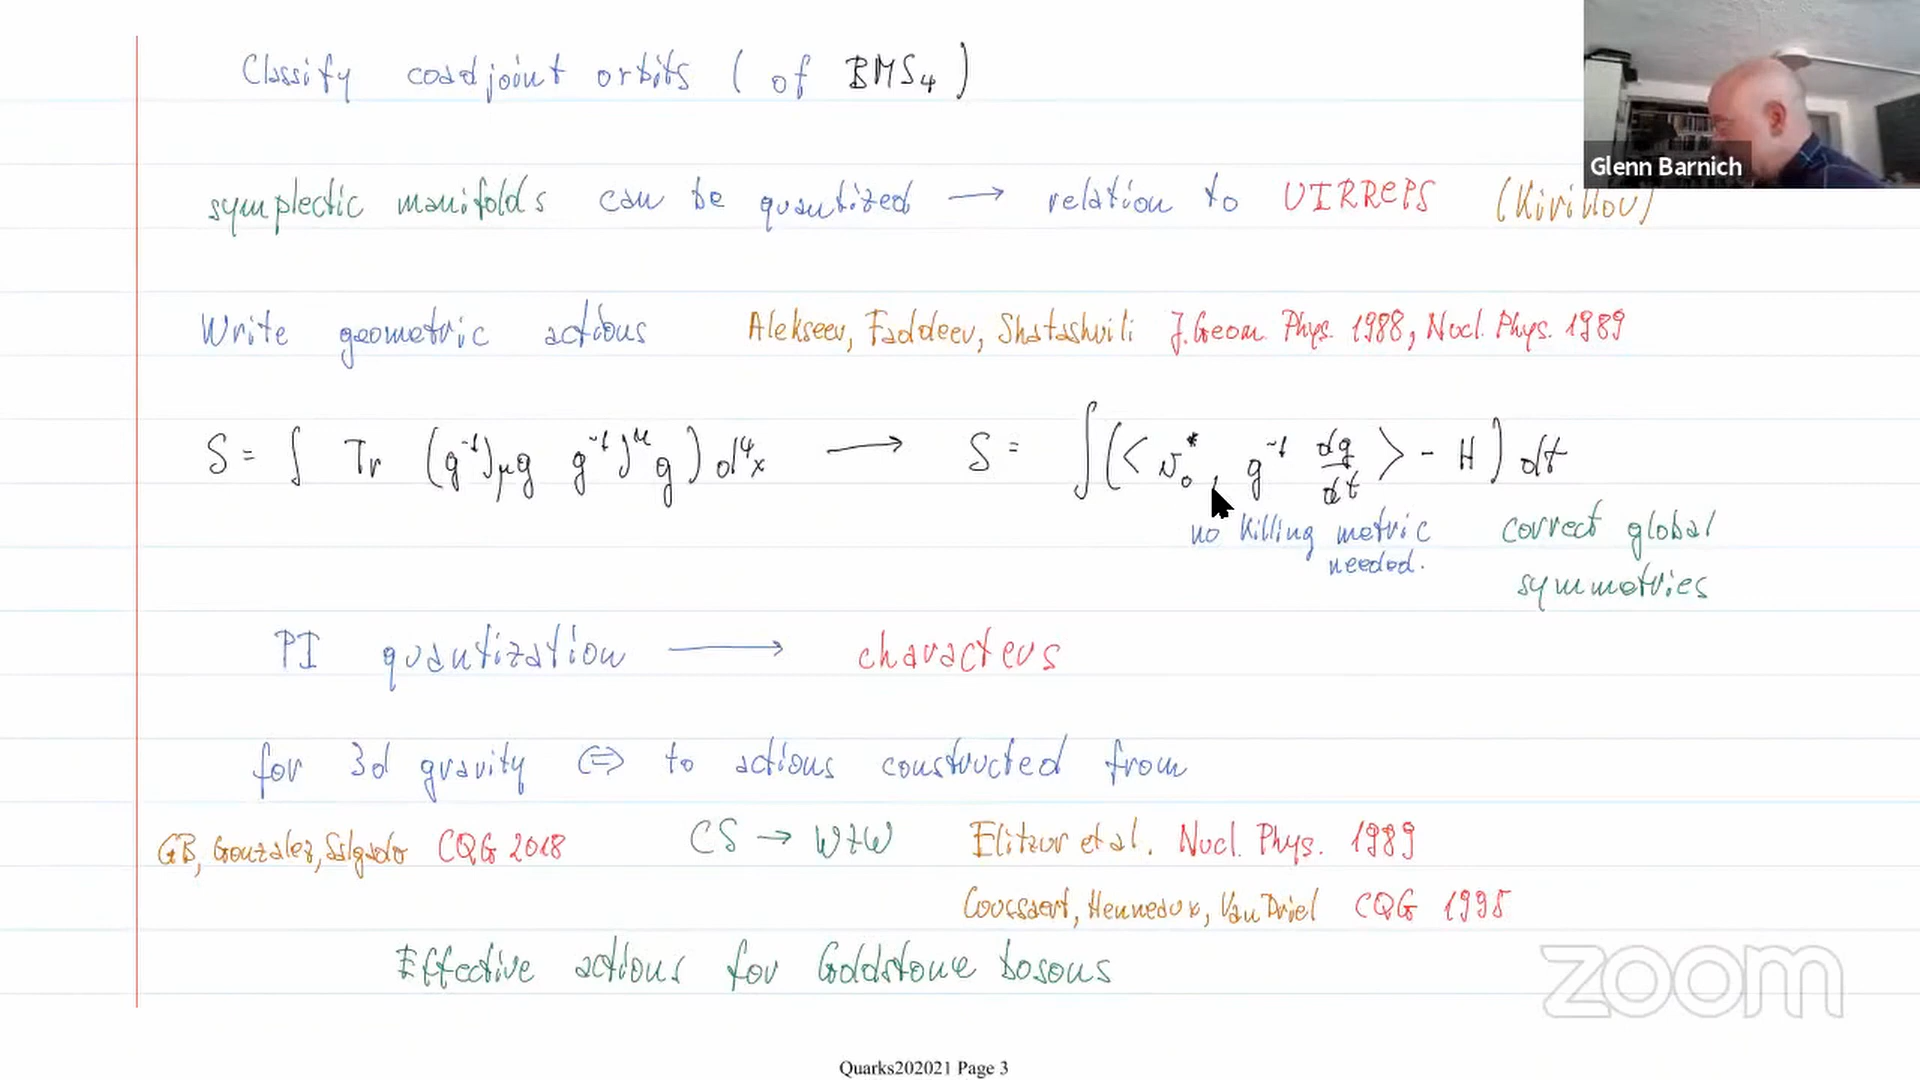 Classify coadjoint orbits ( of BMS₄ )
Glenn Barnich
symplectic manifolds can be quantized → relation to UIRREPS (Kirillov)
Write geometric actions Alekseev, Faddeev, Shatashvili J. Geom. Phys. 1988, Nucl. Phys. 1989
S = ∫ Tr (g⁻¹∂μg g⁻¹∂^μg) d⁴x → S = ∫(< v₀*, g⁻¹ dg/dt > - H) dt
no Killing metric needed.
correct global symmetries
PI quantization → characters
for 3d gravity ⇔ to actions constructed from
GB, Gonzalez, Salgado CQG 2018 CS → WZW Elitzur et al. Nucl. Phys. 1989
Coussaert, Henneaux, Van Driel CQG 1995
Effective actions for Goldstone bosons
zoom
Quarks202021 Page 3